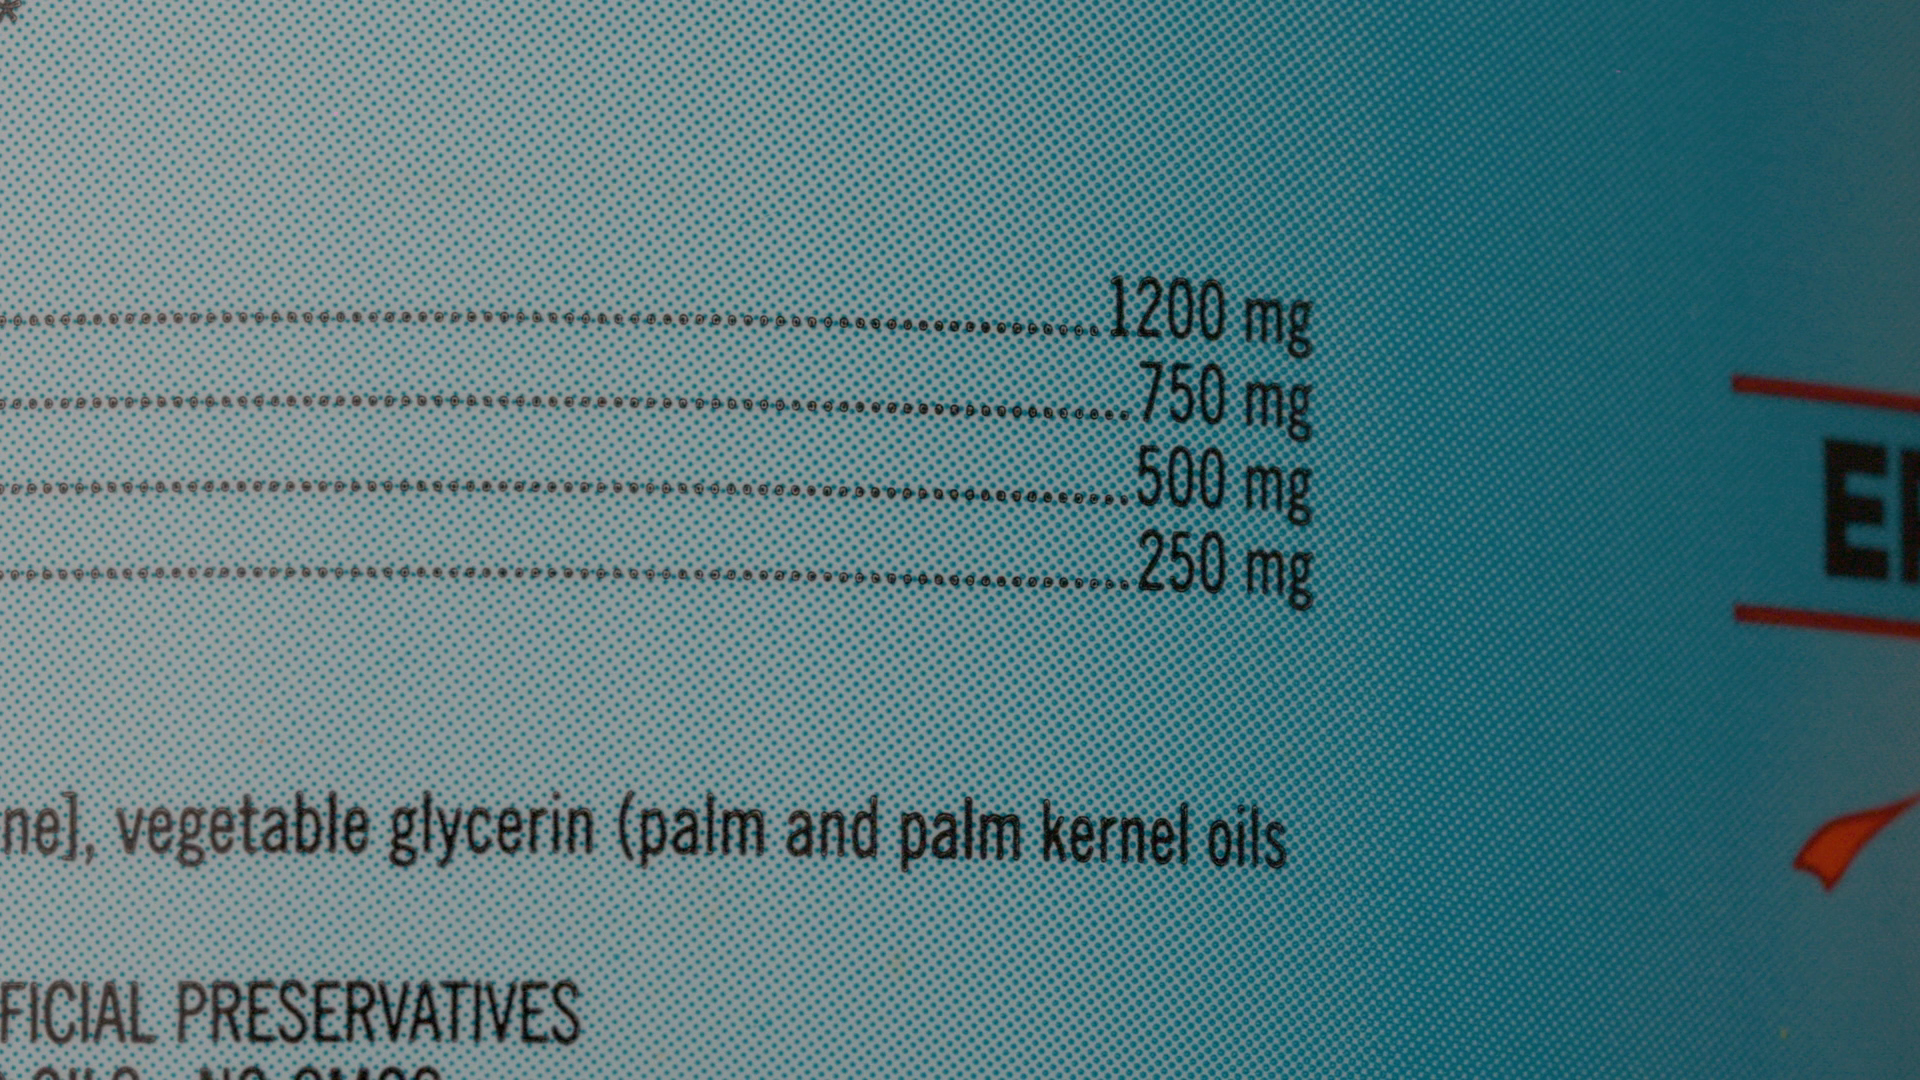 1200 mg
750 mg
500 mg
250 mg
ne], vegetable glycerin (palm and palm kernel oils
FICIAL PRESERVATIVES